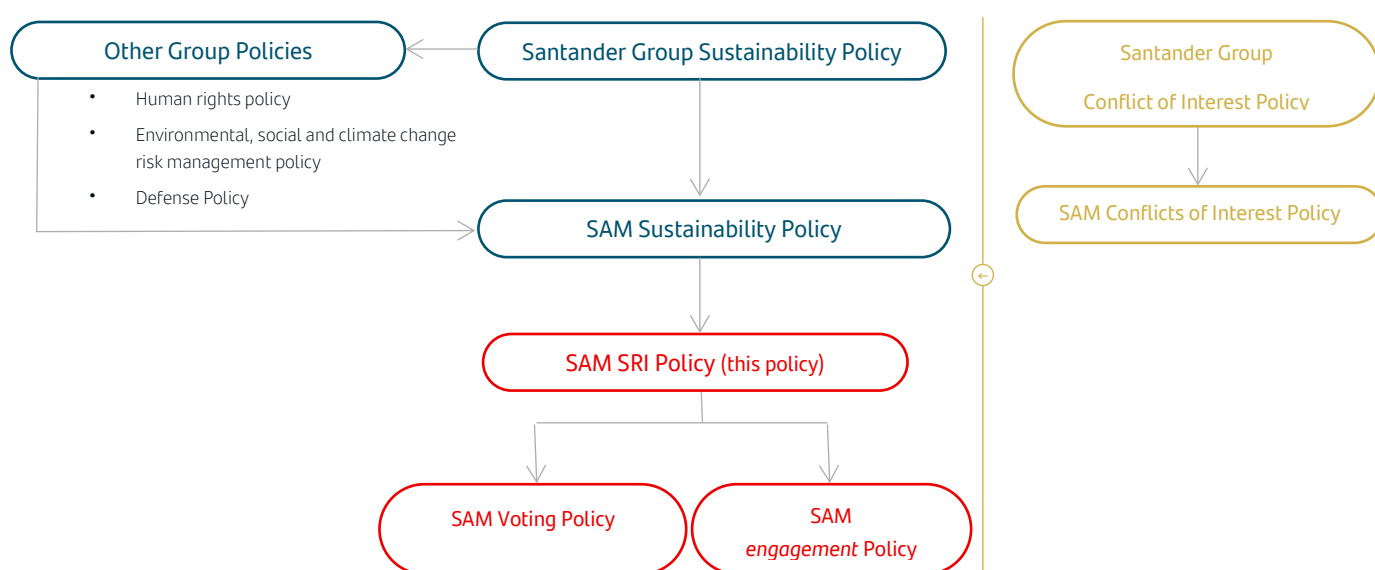 Other Group Policies
• Human rights policy
• Environmental, social and climate change
risk management policy
• Defense Policy
Santander Group Sustainability Policy
SAM Sustainability Policy
SAM SRI Policy (this policy)
SAM Voting Policy
SAM
engagement Policy
←
Santander Group
Conflict of Interest Policy
SAM Conflicts of Interest Policy